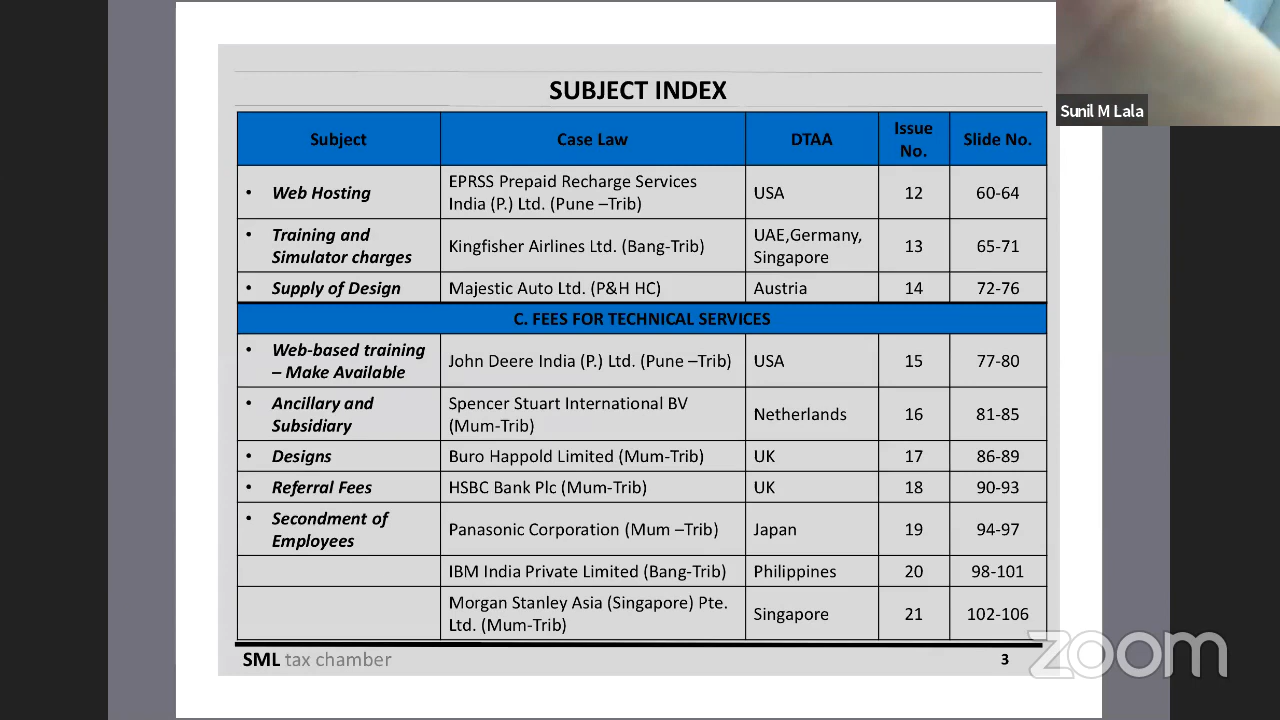 SUBJECT INDEX
Sunil M Lala
Subject Case Law DTAA Issue No. Slide No.
• Web Hosting EPRSS Prepaid Recharge Services India (P.) Ltd. (Pune –Trib) USA 12 60-64
• Training and Simulator charges Kingfisher Airlines Ltd. (Bang-Trib) UAE,Germany, Singapore 13 65-71
• Supply of Design Majestic Auto Ltd. (P&H HC) Austria 14 72-76
C. FEES FOR TECHNICAL SERVICES
• Web-based training – Make Available John Deere India (P.) Ltd. (Pune –Trib) USA 15 77-80
• Ancillary and Subsidiary Spencer Stuart International BV (Mum-Trib) Netherlands 16 81-85
• Designs Buro Happold Limited (Mum-Trib) UK 17 86-89
• Referral Fees HSBC Bank Plc (Mum-Trib) UK 18 90-93
• Secondment of Employees Panasonic Corporation (Mum –Trib) Japan 19 94-97
IBM India Private Limited (Bang-Trib) Philippines 20 98-101
Morgan Stanley Asia (Singapore) Pte. Ltd. (Mum-Trib) Singapore 21 102-106
SML tax chamber 3
zoom